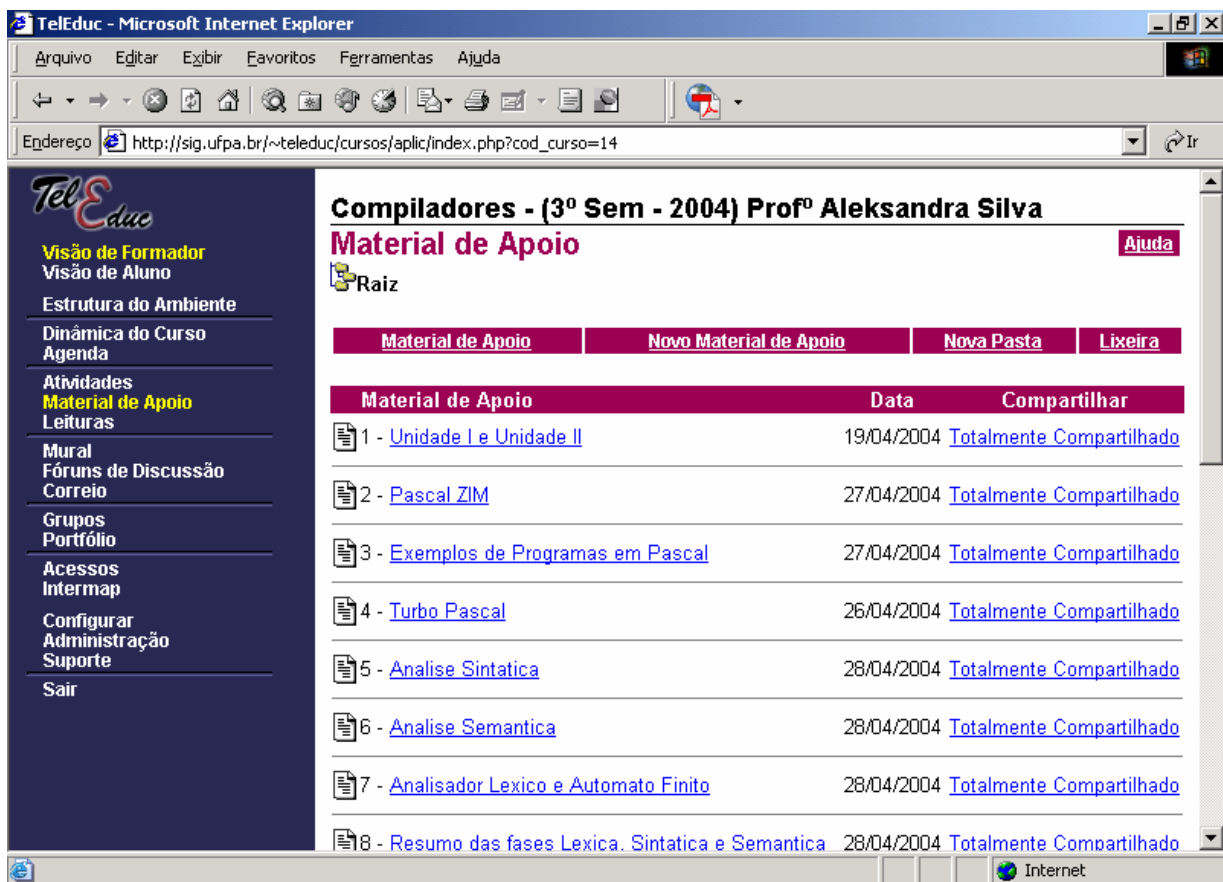 TelEduc - Microsoft Internet Explorer
Arquivo Editar Exibir Favoritos Ferramentas Ajuda
Endereço http://sig.ufpa.br/~teleduc/cursos/aplic/index.php?cod_curso=14 Ir
TelEduc
Visão de Formador
Visão de Aluno
Estrutura do Ambiente
Dinâmica do Curso
Agenda
Atividades
Material de Apoio
Leituras
Mural
Fóruns de Discussão
Correio
Grupos
Portfólio
Acessos
Intermap
Configurar
Administração
Suporte
Sair
Compiladores - (3º Sem - 2004) Profº Aleksandra Silva
Material de Apoio Ajuda
Raiz
Material de Apoio Novo Material de Apoio Nova Pasta Lixeira
Material de Apoio Data Compartilhar
1 - Unidade I e Unidade II 19/04/2004 Totalmente Compartilhado
2 - Pascal ZIM 27/04/2004 Totalmente Compartilhado
3 - Exemplos de Programas em Pascal 27/04/2004 Totalmente Compartilhado
4 - Turbo Pascal 26/04/2004 Totalmente Compartilhado
5 - Analise Sintatica 28/04/2004 Totalmente Compartilhado
6 - Analise Semantica 28/04/2004 Totalmente Compartilhado
7 - Analisador Lexico e Automato Finito 28/04/2004 Totalmente Compartilhado
8 - Resumo das fases Lexica, Sintatica e Semantica 28/04/2004 Totalmente Compartilhado
Internet